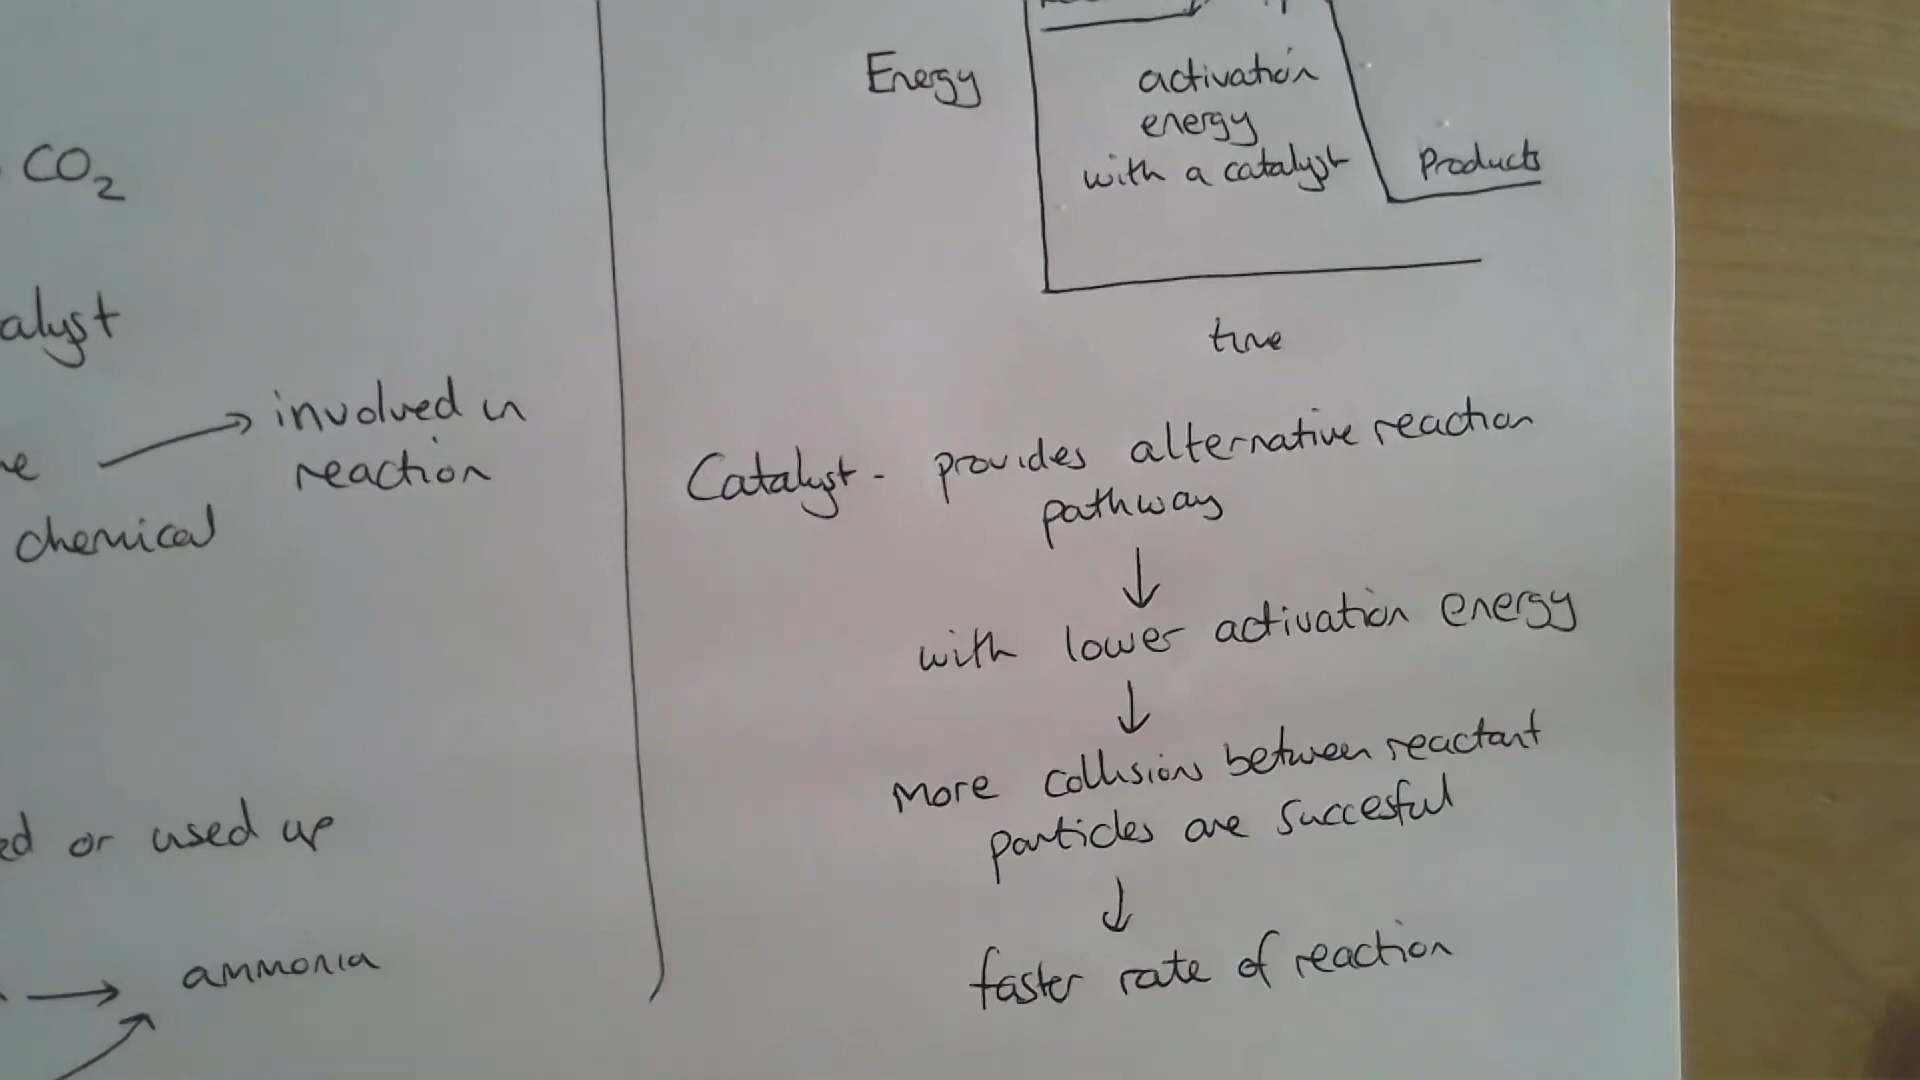 CO2
alyst
involved in
reaction
chemical
ed or used up
ammonia
Energy
activation
energy
with a catalyst
Products
time
Catalyst - provides alternative reaction
pathway
↓
with lower activation energy
↓
More collisions between reactant
particles are succesful
↓
faster rate of reaction